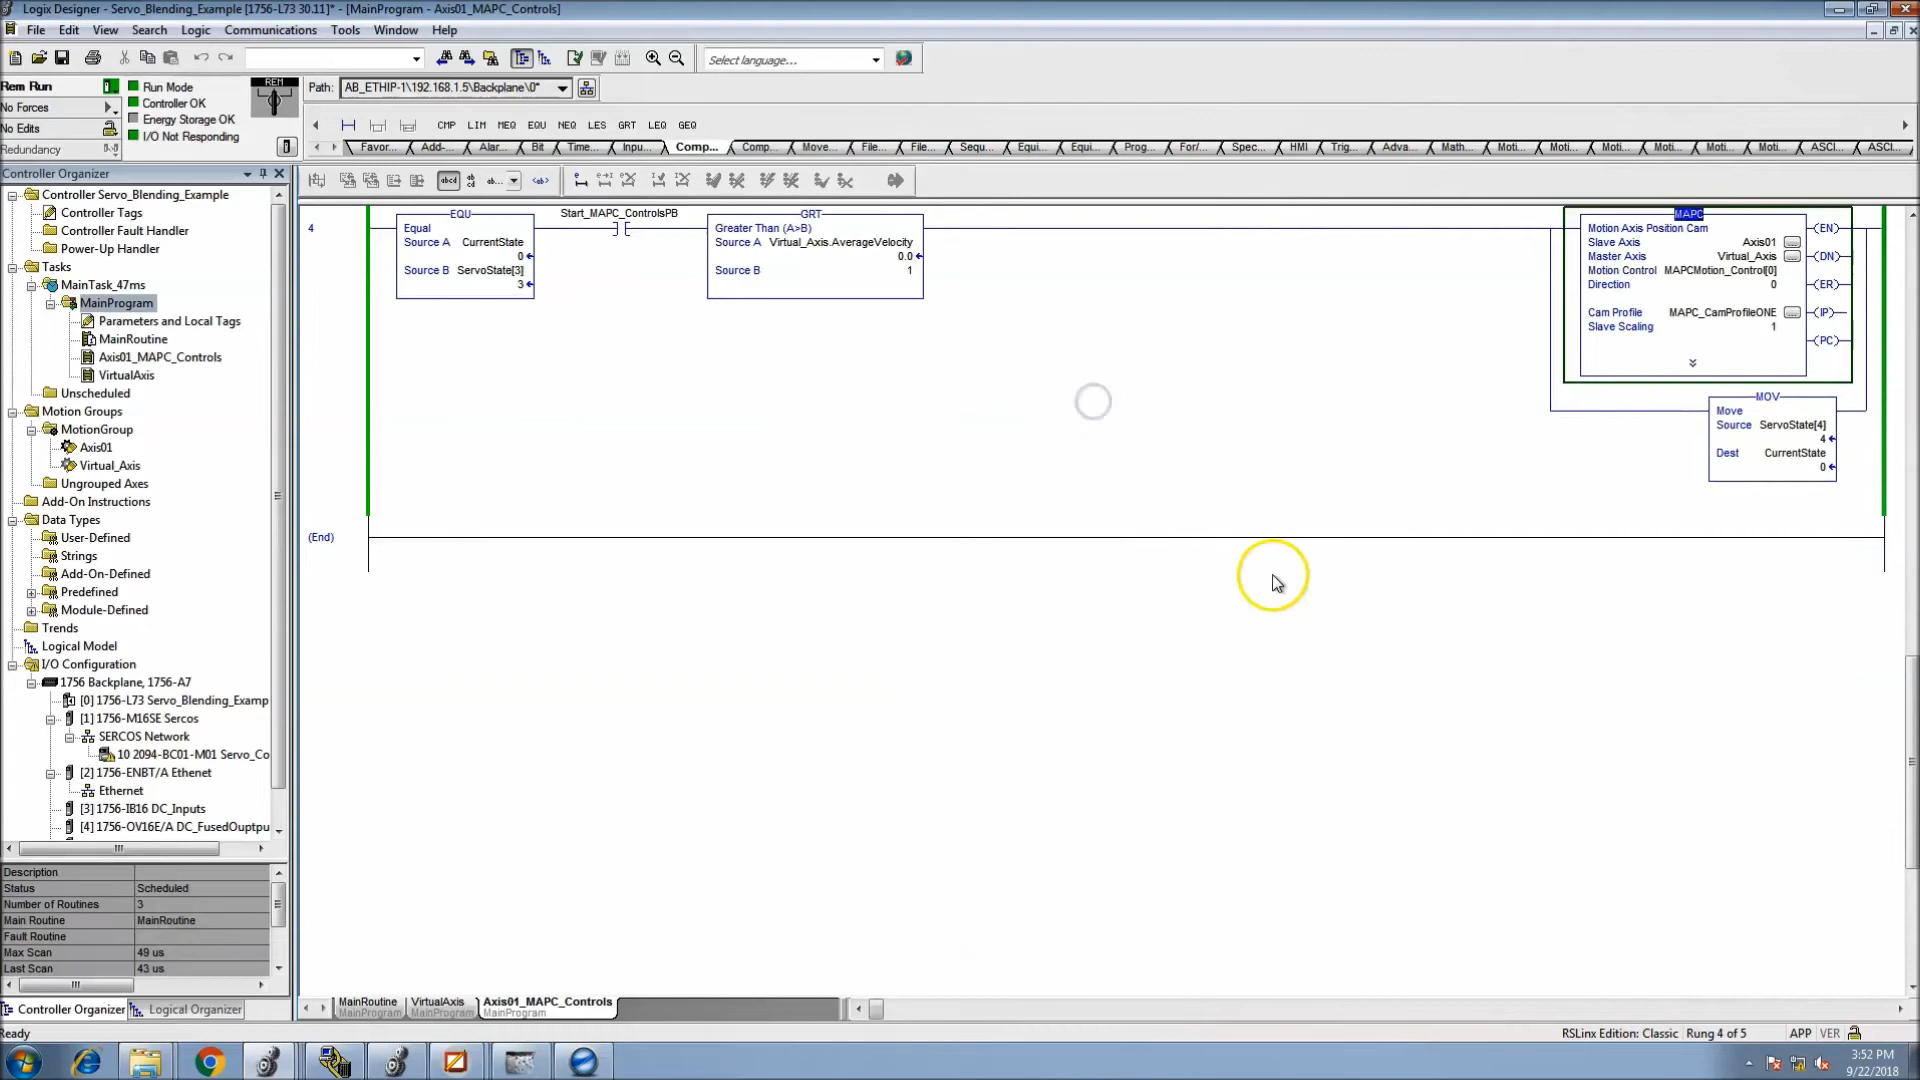 Logix Designer - Servo_Blending_Example [1756-L73 30.11]* - [MainProgram - Axis01_MAPC_Controls]
File Edit View Search Logic Communications Tools Window Help
Select language...
Rem Run
No Forces
No Edits
Redundancy
Run Mode
Controller OK
Energy Storage OK
I/O Not Responding
REM
Path: AB_ETHIP-1\192.168.1.5\Backplane\0*
CMP LIM MEQ EQU NEQ LES GRT LEQ GEQ
Favor... Add-... Alar... Bit Time... Inpu... Comp... Comp... Move... File... File... Sequ... Equi... Equi... Prog... For/... Spec... HMI Trig... Adva... Math... Moti... Moti... Moti... Moti... Moti... ASCI... ASCI...
Controller Organizer
Controller Servo_Blending_Example
Controller Tags
Controller Fault Handler
Power-Up Handler
Tasks
MainTask_47ms
MainProgram
Parameters and Local Tags
MainRoutine
Axis01_MAPC_Controls
VirtualAxis
Unscheduled
Motion Groups
MotionGroup
Axis01
Virtual_Axis
Ungrouped Axes
Add-On Instructions
Data Types
User-Defined
Strings
Add-On-Defined
Predefined
Module-Defined
Trends
Logical Model
I/O Configuration
1756 Backplane, 1756-A7
[0] 1756-L73 Servo_Blending_Examp
[1] 1756-M16SE Sercos
SERCOS Network
10 2094-BC01-M01 Servo_Co
[2] 1756-ENBT/A Ethenet
Ethernet
[3] 1756-IB16 DC_Inputs
[4] 1756-OV16E/A DC_FusedOuptpu
Description
Status Scheduled
Number of Routines 3
Main Routine MainRoutine
Fault Routine
Max Scan 49 us
Last Scan 43 us
Controller Organizer Logical Organizer
4
EQU
Equal
Source A CurrentState
0
Source B ServoState[3]
3
Start_MAPC_ControlsPB
GRT
Greater Than (A>B)
Source A Virtual_Axis.AverageVelocity
0.0
Source B 1
MAPC
Motion Axis Position Cam
Slave Axis Axis01
Master Axis Virtual_Axis
Motion Control MAPCMotion_Control[0]
Direction 0
Cam Profile MAPC_CamProfileONE
Slave Scaling 1
EN
DN
ER
IP
PC
MOV
Move
Source ServoState[4]
4
Dest CurrentState
0
(End)
MainRoutine VirtualAxis Axis01_MAPC_Controls
MainProgram MainProgram MainProgram
Ready
RSLinx Edition: Classic Rung 4 of 5 APP VER
3:52 PM
9/22/2018